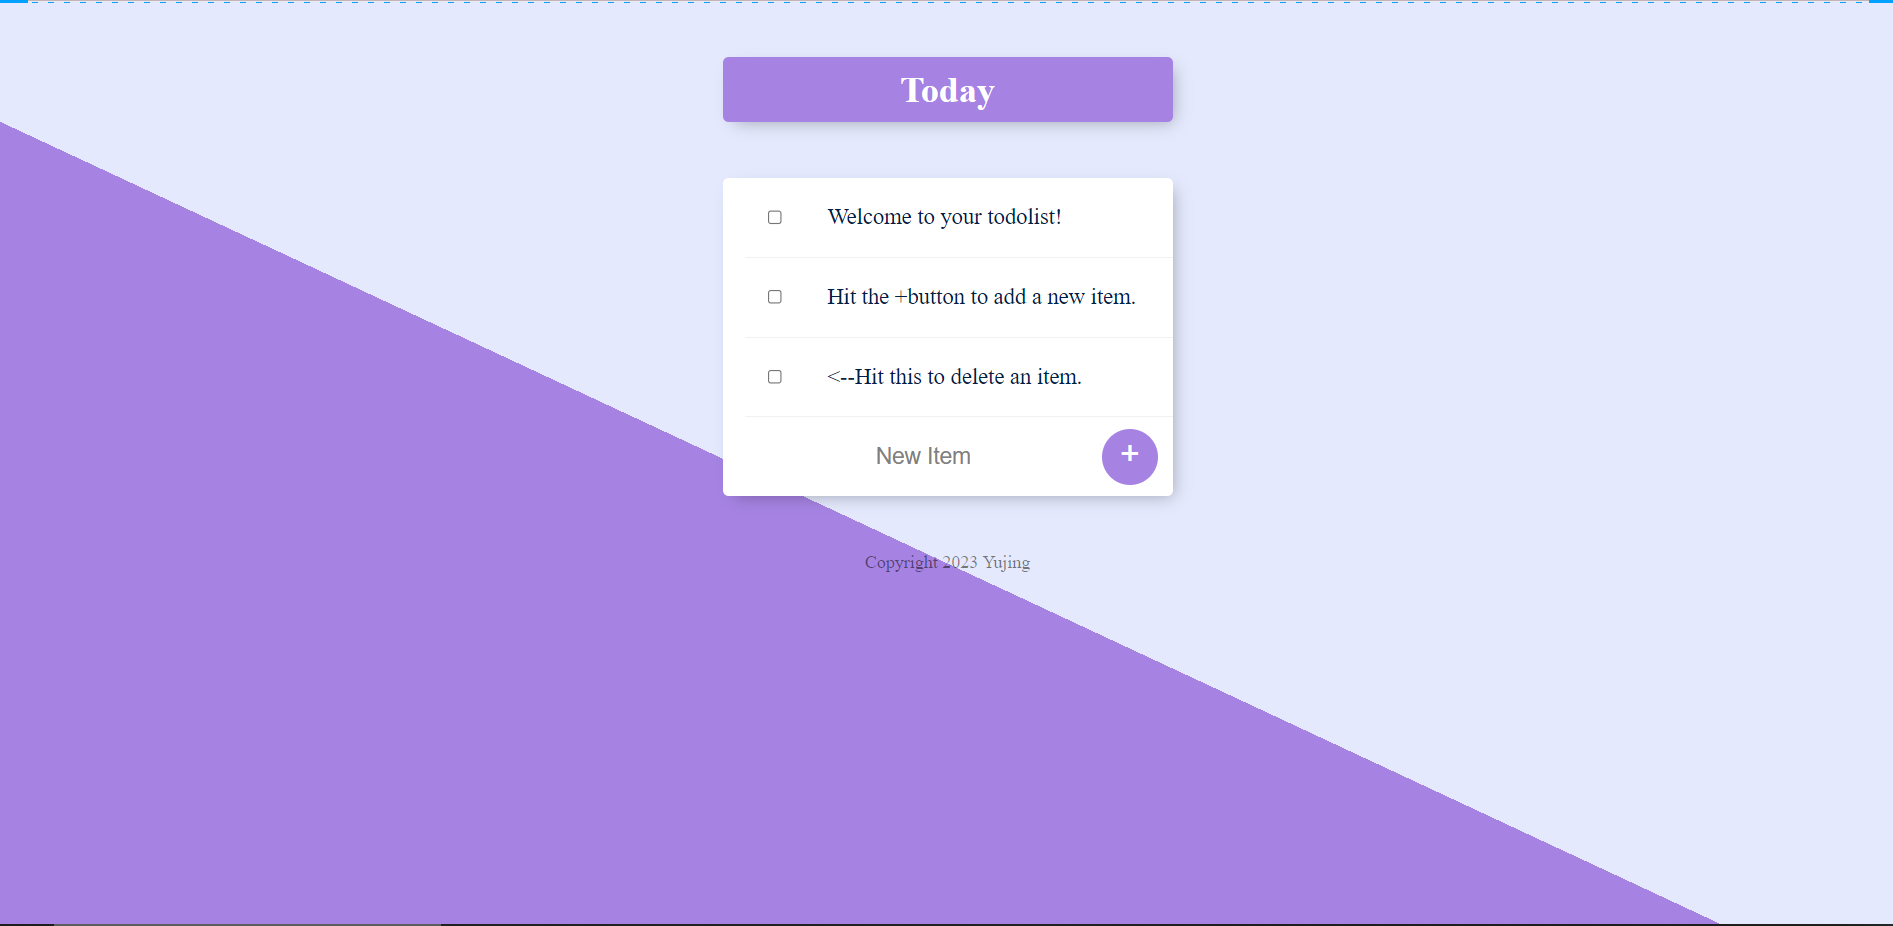 Today
Welcome to your todolist!
Hit the +button to add a new item.
<--Hit this to delete an item.
New Item
+
Copyright 2023 Yujing